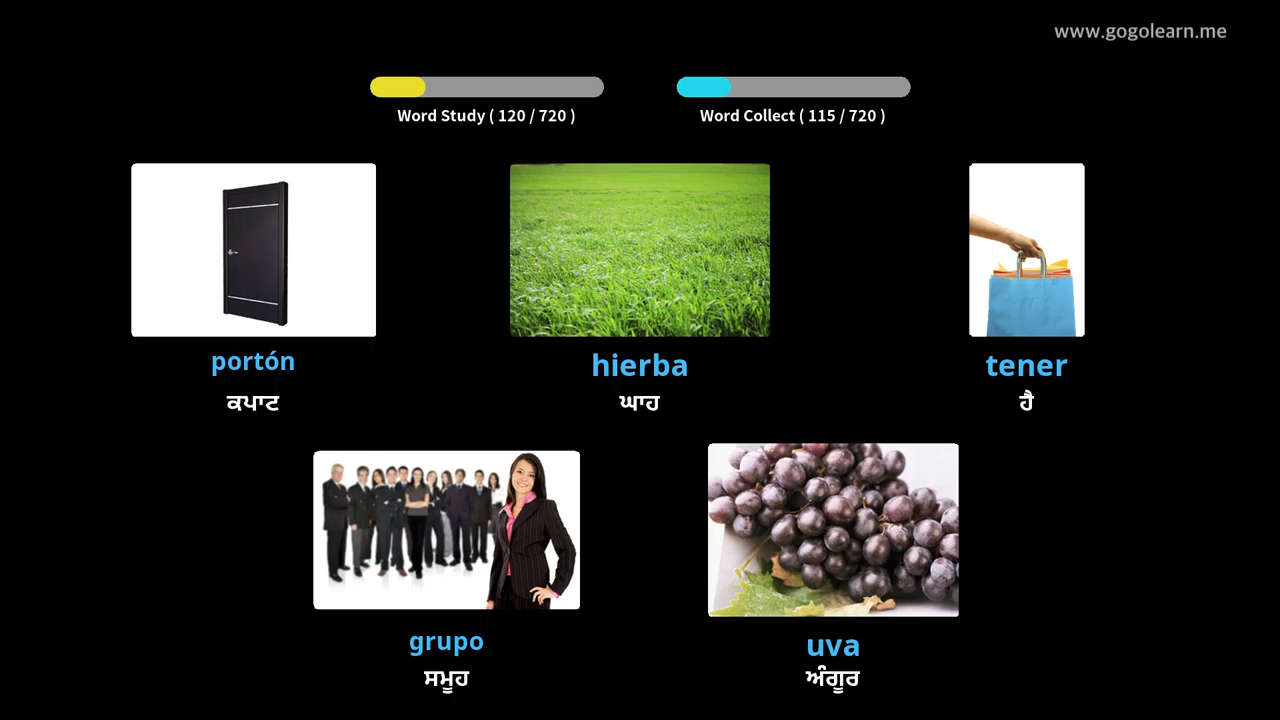 www.gogolearn.me
Word Study ( 120 / 720 )
Word Collect ( 115 / 720 )
portón
hierba
tener
ਕਪਾਟ
ਘਾਹ
ਹੈ
grupo
uva
ਸਮੂਹ
ਅੰਗੂਰ